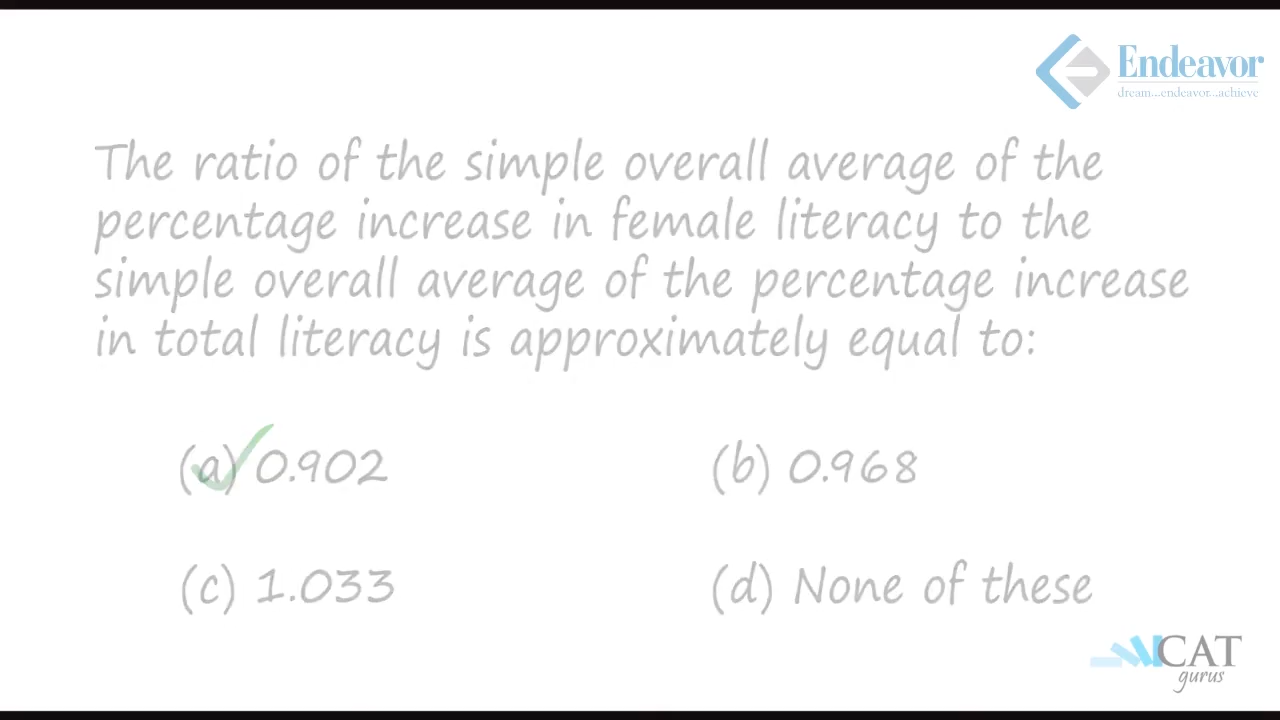 Endeavor
dream...endeavor...achieve
The ratio of the simple overall average of the
percentage increase in female literacy to the
simple overall average of the percentage increase
in total literacy is approximately equal to:
(a) 0.902
(b) 0.968
(c) 1.033
(d) None of these
CAT
gurus